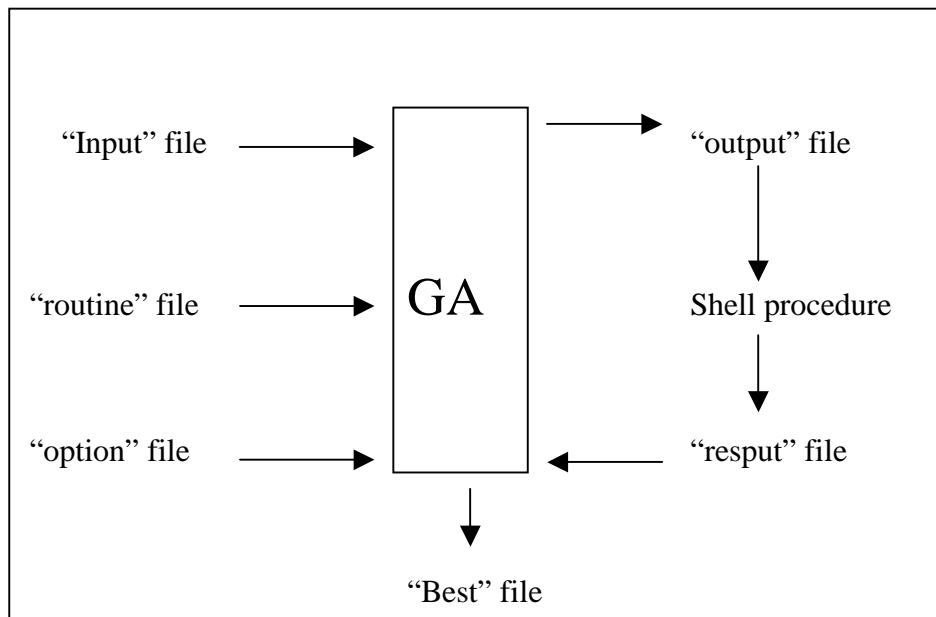 “Input” file
“output” file
“routine” file
GA
Shell procedure
“option” file
“resput” file
“Best” file